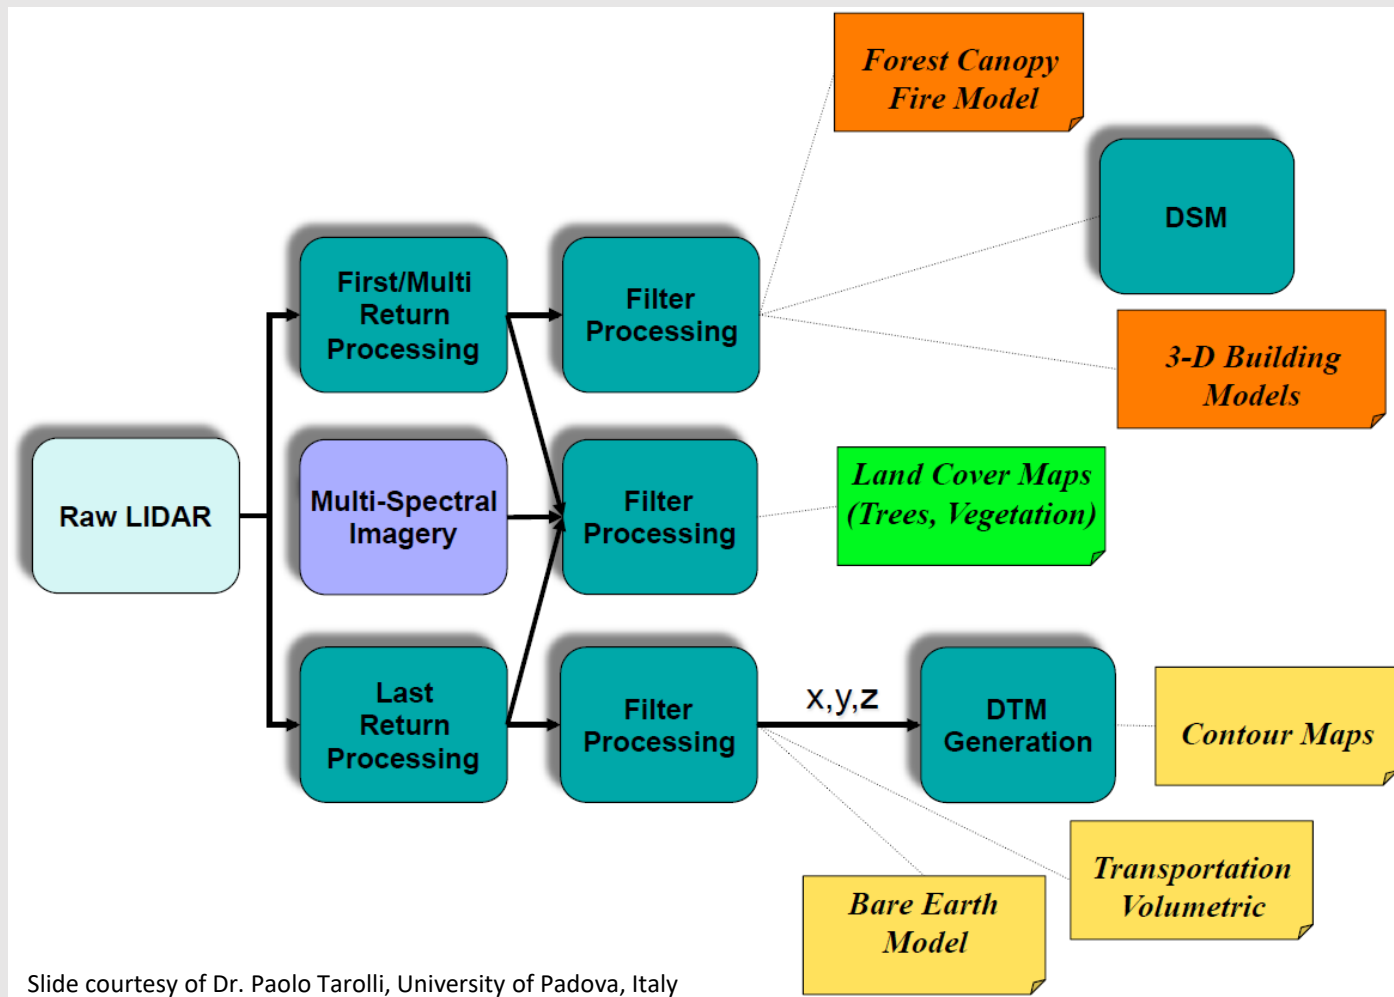 Forest Canopy
Fire Model
DSM
First/Multi
Return
Processing
Filter
Processing
3-D Building
Models
Raw LIDAR
Multi-Spectral
Imagery
Filter
Processing
Land Cover Maps
(Trees, Vegetation)
Last
Return
Processing
Filter
Processing
x,y,z
DTM
Generation
Contour Maps
Transportation
Volumetric
Bare Earth
Model
Slide courtesy of Dr. Paolo Tarolli, University of Padova, Italy